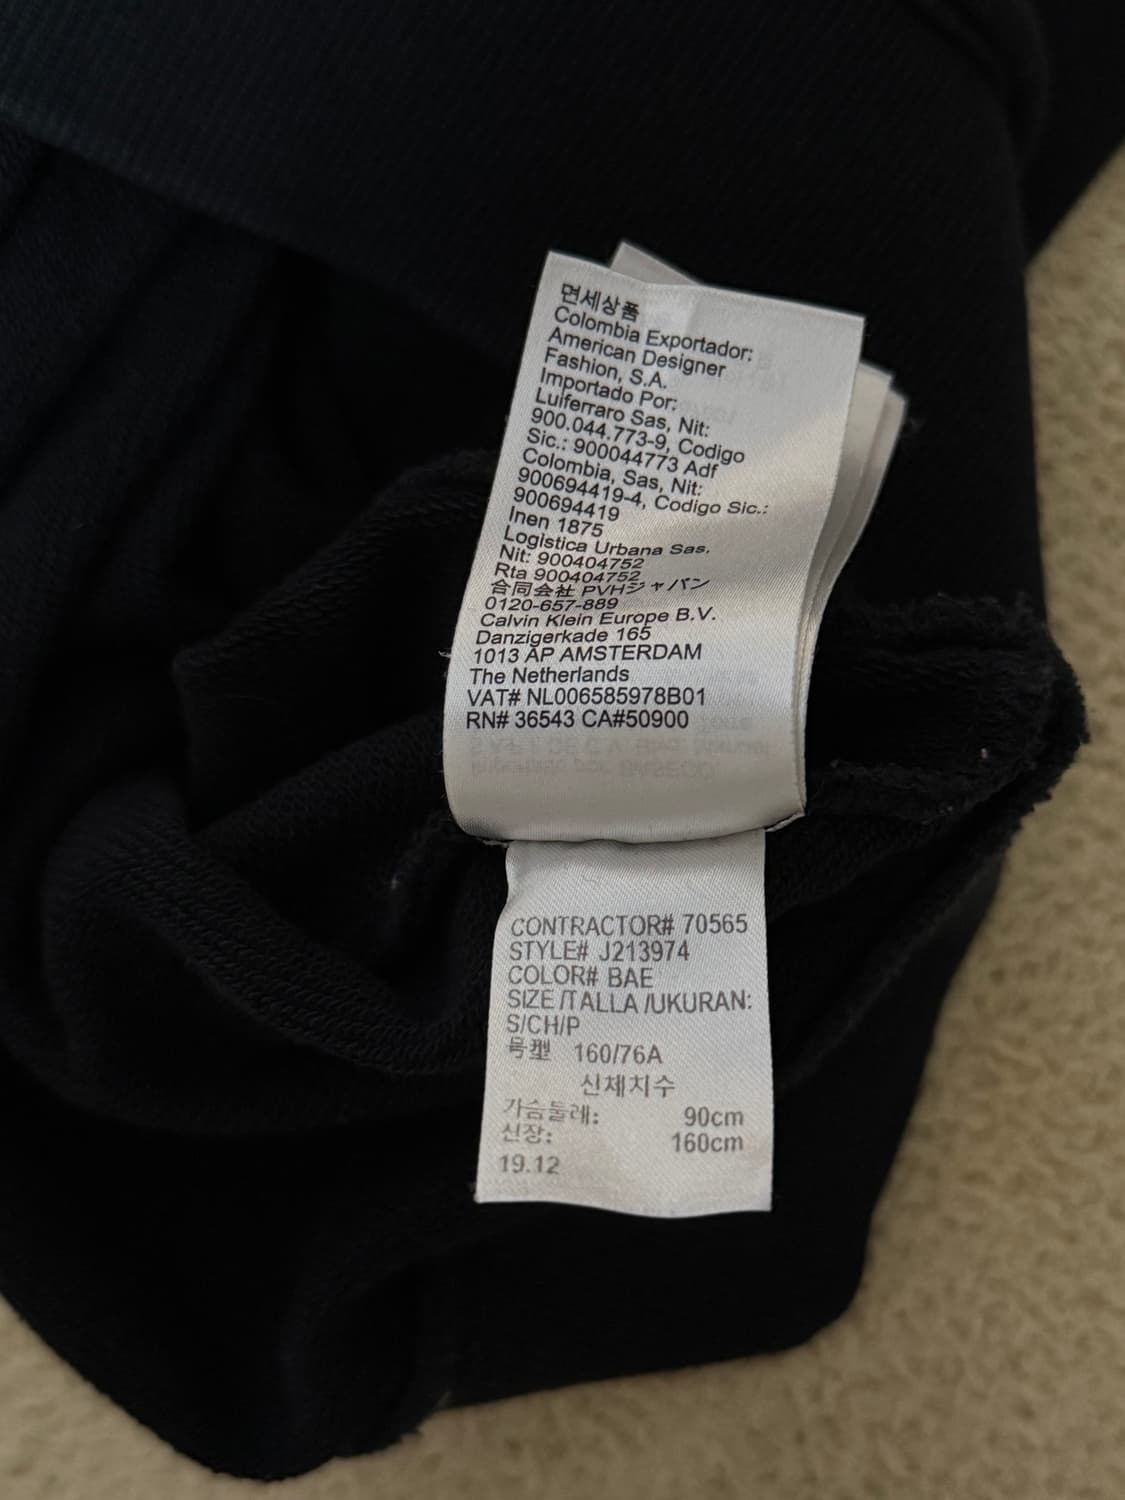 면세상품
Colombia Exportador:
American Designer
Fashion, S.A.
Importado Por:
Luiferraro Sas, Nit:
900.044.773-9, Codigo
Sic.: 900044773 Adf
Colombia, Sas, Nit:
900694419-4, Codigo Sic.:
900694419
Inen 1875
Logistica Urbana Sas,
Nit: 900404752
Rta 900404752
合同会社 PVHジャパン
0120-657-889
Calvin Klein Europe B.V.
Danzigerkade 165
1013 AP AMSTERDAM
The Netherlands
VAT# NL006585978B01
RN# 36543 CA#50900
CONTRACTOR# 70565
STYLE# J213974
COLOR# BAE
SIZE /TALLA /UKURAN:
S/CH/P
号型 160/76A
신체치수
가슴둘레: 90cm
신장: 160cm
19.12